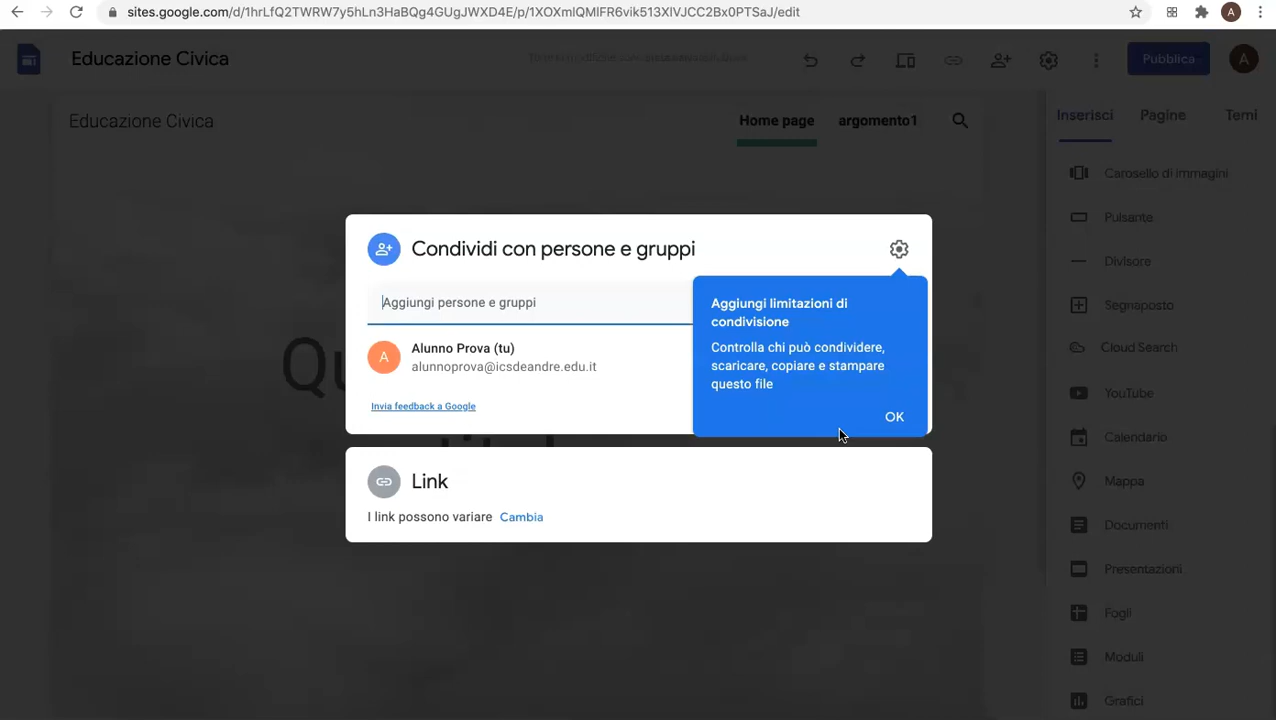 sites.google.com/d/1hrLfQ2TWRW7y5hLn3HaBQg4GUgJWXD4E/p/1XOXmlQMlFR6vik513XlVJCC2Bx0PTSaJ/edit
A
Educazione Civica
Pubblica
A
Educazione Civica
Home page
argomento1
Inserisci
Pagine
Temi
Carosello di immagini
Pulsante
Divisore
Segnaposto
Cloud Search
YouTube
Calendario
Mappa
Documenti
Presentazioni
Fogli
Moduli
Grafici
Condividi con persone e gruppi
Aggiungi persone e gruppi
A
Alunno Prova (tu)
alunnoprova@icsdeandre.edu.it
Invia feedback a Google
Aggiungi limitazioni di
condivisione
Controlla chi può condividere,
scaricare, copiare e stampare
questo file
OK
Link
I link possono variare Cambia